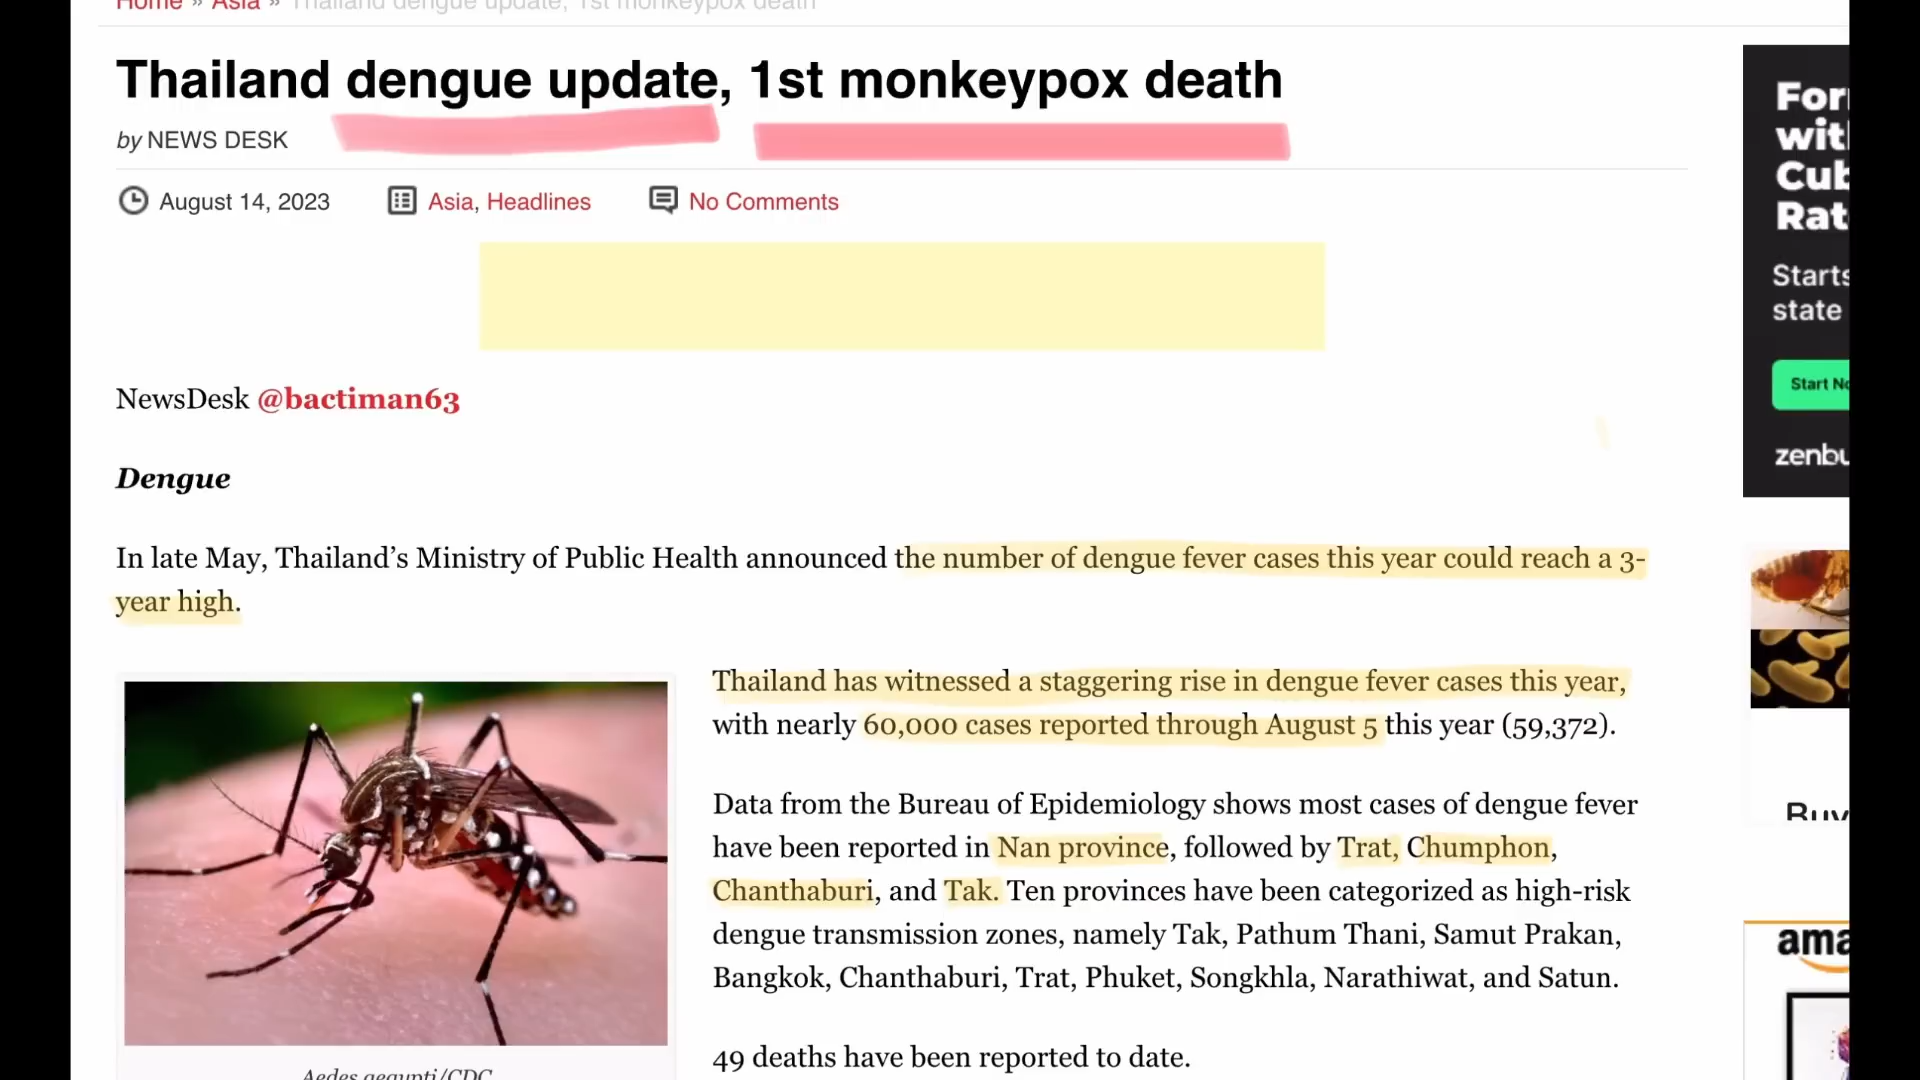 Home » Asia » Thailand dengue update, 1st monkeypox death
Thailand dengue update, 1st monkeypox death
by NEWS DESK
August 14, 2023
Asia, Headlines
No Comments
NewsDesk @bactiman63
Dengue
In late May, Thailand’s Ministry of Public Health announced the number of dengue fever cases this year could reach a 3-
year high.
Thailand has witnessed a staggering rise in dengue fever cases this year,
with nearly 60,000 cases reported through August 5 this year (59,372).
Data from the Bureau of Epidemiology shows most cases of dengue fever
have been reported in Nan province, followed by Trat, Chumphon,
Chanthaburi, and Tak. Ten provinces have been categorized as high-risk
dengue transmission zones, namely Tak, Pathum Thani, Samut Prakan,
Bangkok, Chanthaburi, Trat, Phuket, Songkhla, Narathiwat, and Satun.
49 deaths have been reported to date.
Aedes aegypti/CDC
Starts
state
Start
Buy